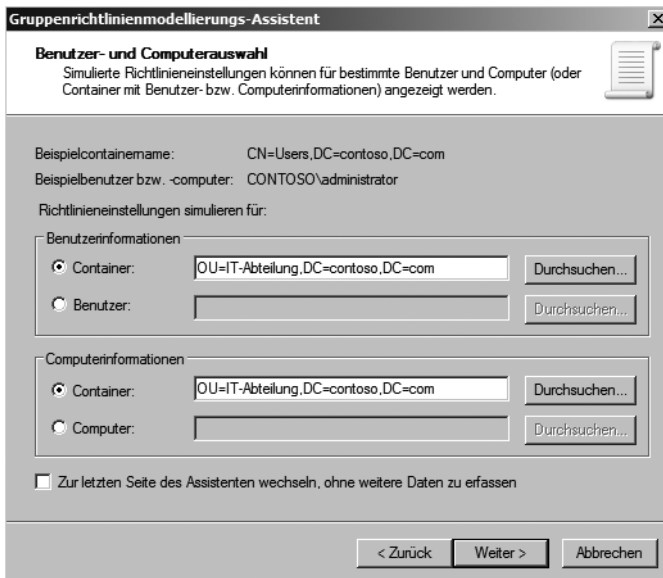 Gruppenrichtlinienmodellierungs-Assistent
Benutzer- und Computerauswahl
Simulierte Richtlinieneinstellungen können für bestimmte Benutzer und Computer (oder
Container mit Benutzer- bzw. Computerinformationen) angezeigt werden.
Beispielcontainername: CN=Users,DC=contoso,DC=com
Beispielbenutzer bzw. -computer: CONTOSO\administrator
Richtlinieneinstellungen simulieren für:
Benutzerinformationen
Container: OU=IT-Abteilung,DC=contoso,DC=com Durchsuchen...
Benutzer: Durchsuchen...
Computerinformationen
Container: OU=IT-Abteilung,DC=contoso,DC=com Durchsuchen...
Computer: Durchsuchen...
Zur letzten Seite des Assistenten wechseln, ohne weitere Daten zu erfassen
< Zurück Weiter > Abbrechen